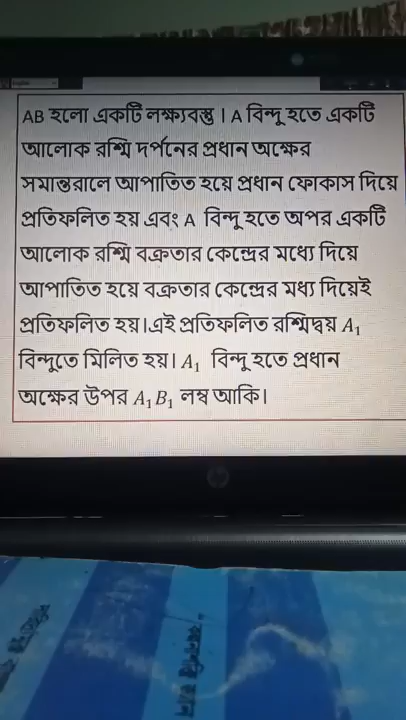 AB হলো একটি লক্ষ্যবস্তু । A বিন্দু হতে একটি
আলোক রশ্মি দর্পনের প্রধান অক্ষের
সমান্তরালে আপাতিত হয়ে প্রধান ফোকাস দিয়ে
প্রতিফলিত হয় এবং A বিন্দু হতে অপর একটি
আলোক রশ্মি বক্রতার কেন্দ্রের মধ্যে দিয়ে
আপাতিত হয়ে বক্রতার কেন্দ্রের মধ্য দিয়েই
প্রতিফলিত হয় ।এই প্রতিফলিত রশ্মিদ্বয় A₁
বিন্দুতে মিলিত হয়। A₁ বিন্দু হতে প্রধান
অক্ষের উপর A₁B₁ লম্ব আকি।
hp